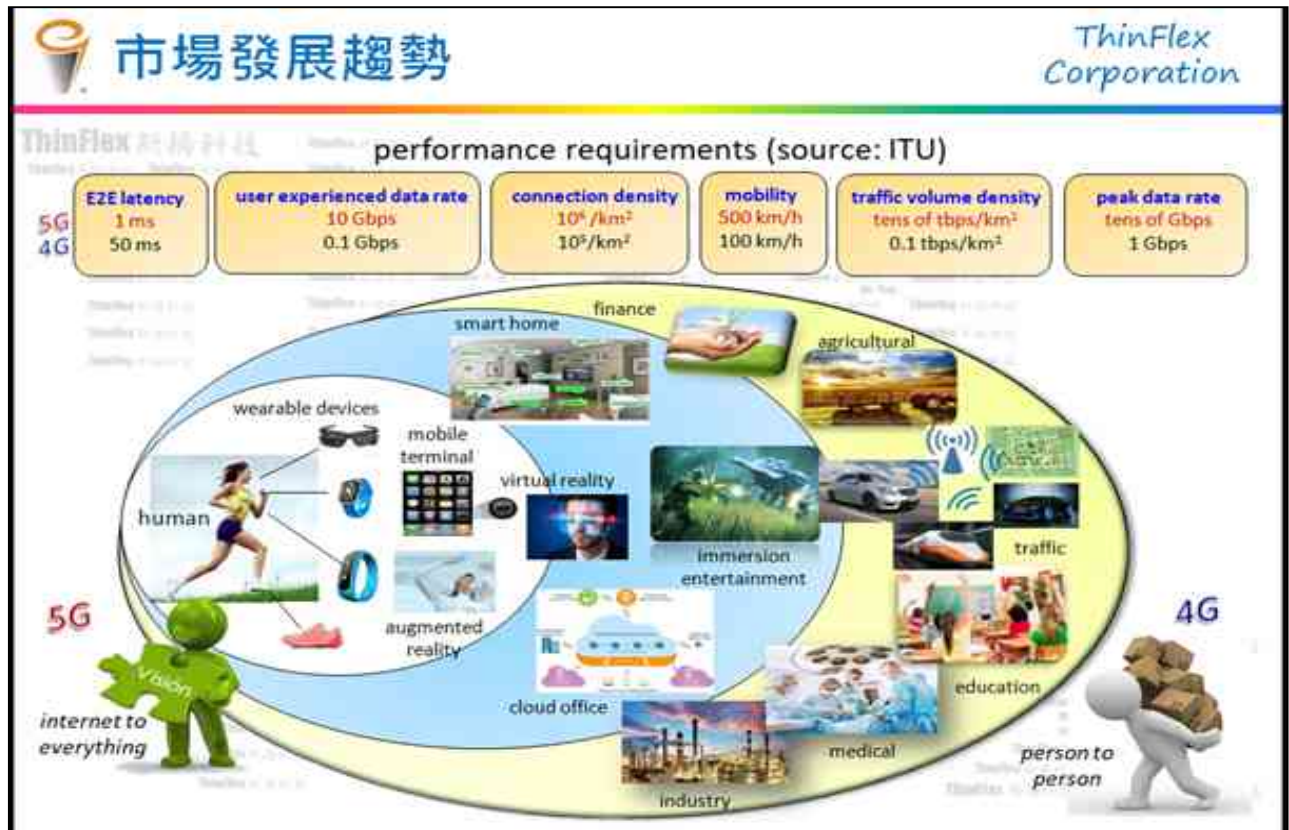 市場發展趨勢
ThinFlex
Corporation
performance requirements (source: ITU)
E2E latency
user experienced data rate
connection density
mobility
traffic volume density
peak data rate
5G
1 ms
10 Gbps
10⁶ /km²
500 km/h
tens of tbps/km²
tens of Gbps
4G
50 ms
0.1 Gbps
10⁵/km²
100 km/h
0.1 tbps/km²
1 Gbps
finance
smart home
agricultural
wearable devices
mobile
terminal
virtual reality
human
immersion
entertainment
traffic
augmented
reality
cloud office
education
medical
industry
5G
Vision
internet to
everything
4G
person to
person
ThinFlex